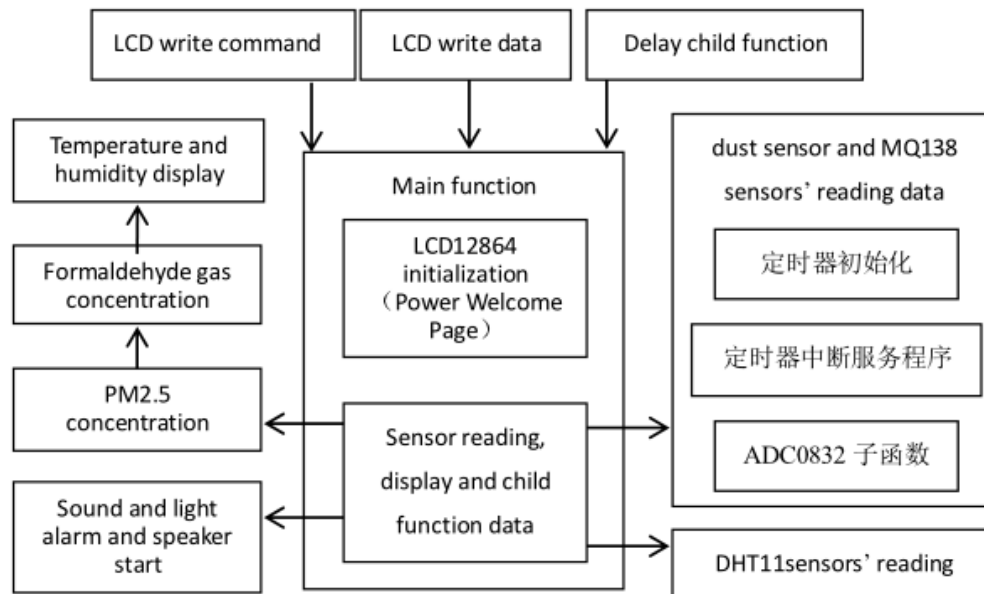 LCD write command
LCD write data
Delay child function
Temperature and
humidity display
Formaldehyde gas
concentration
PM2.5
concentration
Sound and light
alarm and speaker
start
Main function
LCD12864
initialization
（Power Welcome
Page）
Sensor reading,
display and child
function data
dust sensor and MQ138
sensors’ reading data
定时器初始化
定时器中断服务程序
ADC0832 子函数
DHT11sensors’ reading